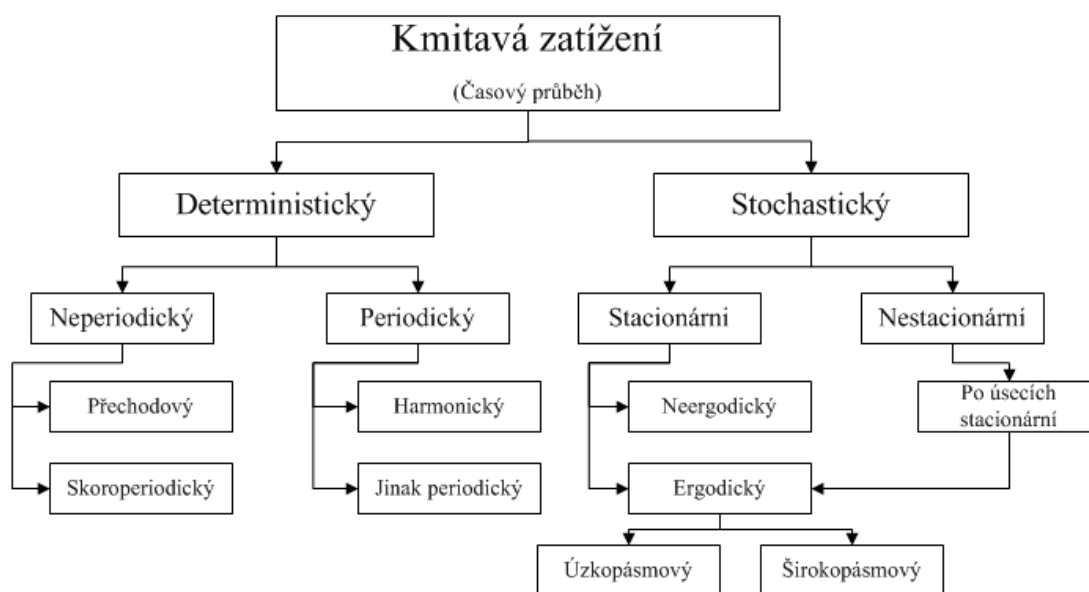 Kmitavá zatížení
(Časový průběh)
Deterministický
Stochastický
Neperiodický
Periodický
Stacionárni
Nestacionární
Přechodový
Harmonický
Neergodický
Po úsecích
stacionární
Skoroperiodický
Jinak periodický
Ergodický
Úzkopásmový
Širokopásmový